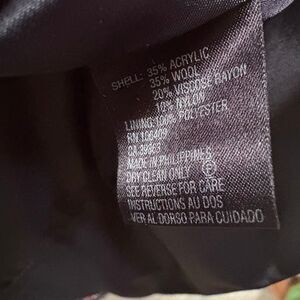 SHELL: 35% ACRYLIC
35% WOOL
20% VISCOSE RAYON
10% NYLON
LINING: 100% POLYESTER
RN 106409
CA 39963
MADE IN PHILIPPINES
DRY CLEAN ONLY Ⓟ
SEE REVERSE FOR CARE
INSTRUCTIONS AU DOS
VER AL DORSO PARA CUIDADO